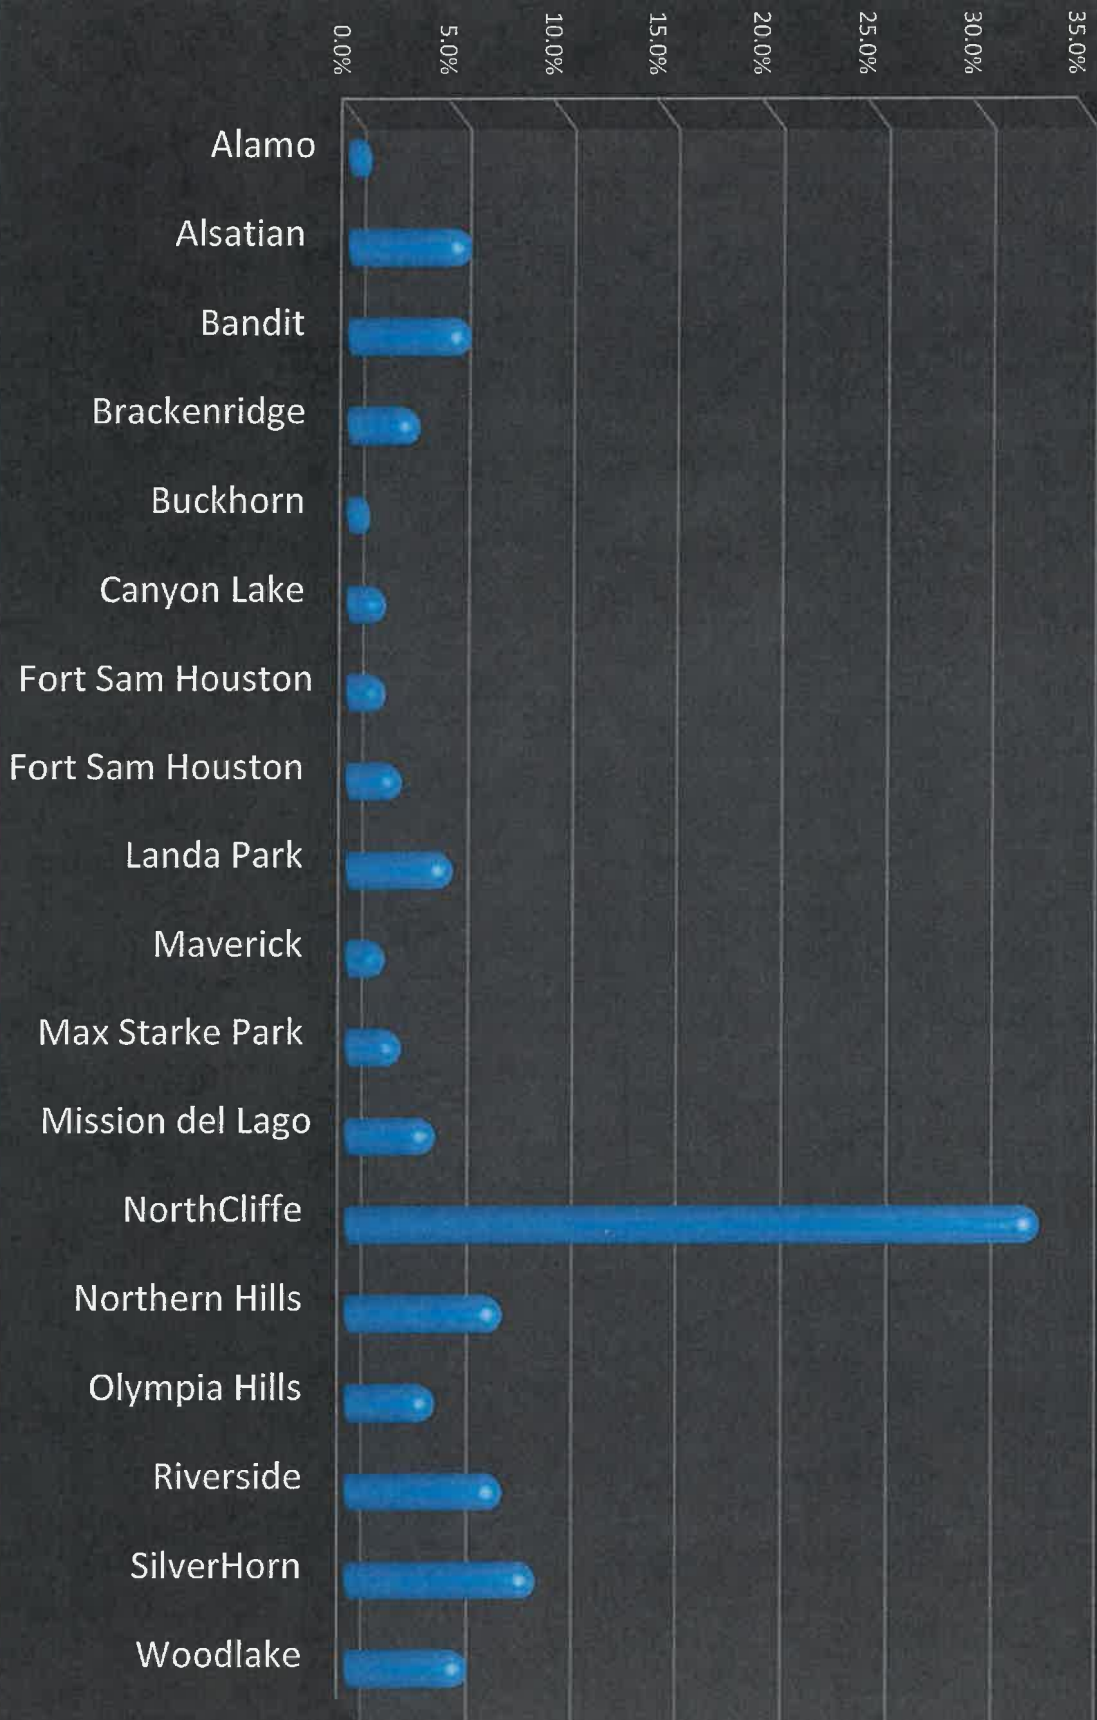 0.0%
5.0%
10.0%
15.0%
20.0%
25.0%
30.0%
35.0%
Alamo
Alsatian
Bandit
Brackenridge
Buckhorn
Canyon Lake
Fort Sam Houston
Fort Sam Houston
Landa Park
Maverick
Max Starke Park
Mission del Lago
NorthCliffe
Northern Hills
Olympia Hills
Riverside
SilverHorn
Woodlake